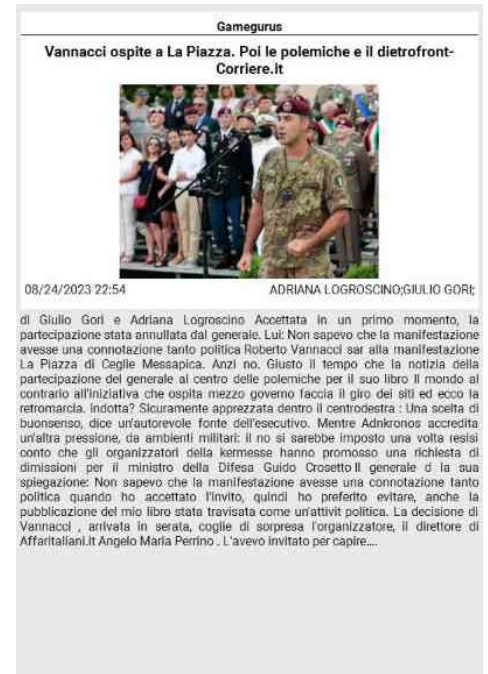 Gamegurus
Vannacci ospite a La Piazza. Poi le polemiche e il dietrofront-
Corriere.it
08/24/2023 22:54
ADRIANA LOGROSCINO;GIULIO GORI;
di Giulio Gori e Adriana Logroscino Accettata in un primo momento, la
partecipazione stata annullata dal generale. Lui: Non sapevo che la manifestazione
avesse una connotazione tanto politica Roberto Vannacci sar alla manifestazione
La Piazza di Ceglie Messapica. Anzi no. Giusto il tempo che la notizia della
partecipazione del generale al centro delle polemiche per il suo libro Il mondo al
contrario all'iniziativa che ospita mezzo governo faccia il giro dei siti ed ecco la
retromarcia. Indotta? Sicuramente apprezzata dentro il centrodestra : Una scelta di
buonsenso, dice un'autorevole fonte dell'esecutivo. Mentre Adnkronos accredita
un'altra pressione, da ambienti militari: il no si sarebbe imposto una volta resisi
conto che gli organizzatori della kermesse hanno promosso una richiesta di
dimissioni per il ministro della Difesa Guido Crosetto Il generale d la sua
spiegazione: Non sapevo che la manifestazione avesse una connotazione tanto
politica quando ho accettato l'invito, quindi ho preferito evitare, anche la
pubblicazione del mio libro stata travisata come un'attivit politica. La decisione di
Vannacci , arrivata in serata, coglie di sorpresa l'organizzatore, il direttore di
Affaritaliani.it Angelo Maria Perrino . L'avevo invitato per capire....